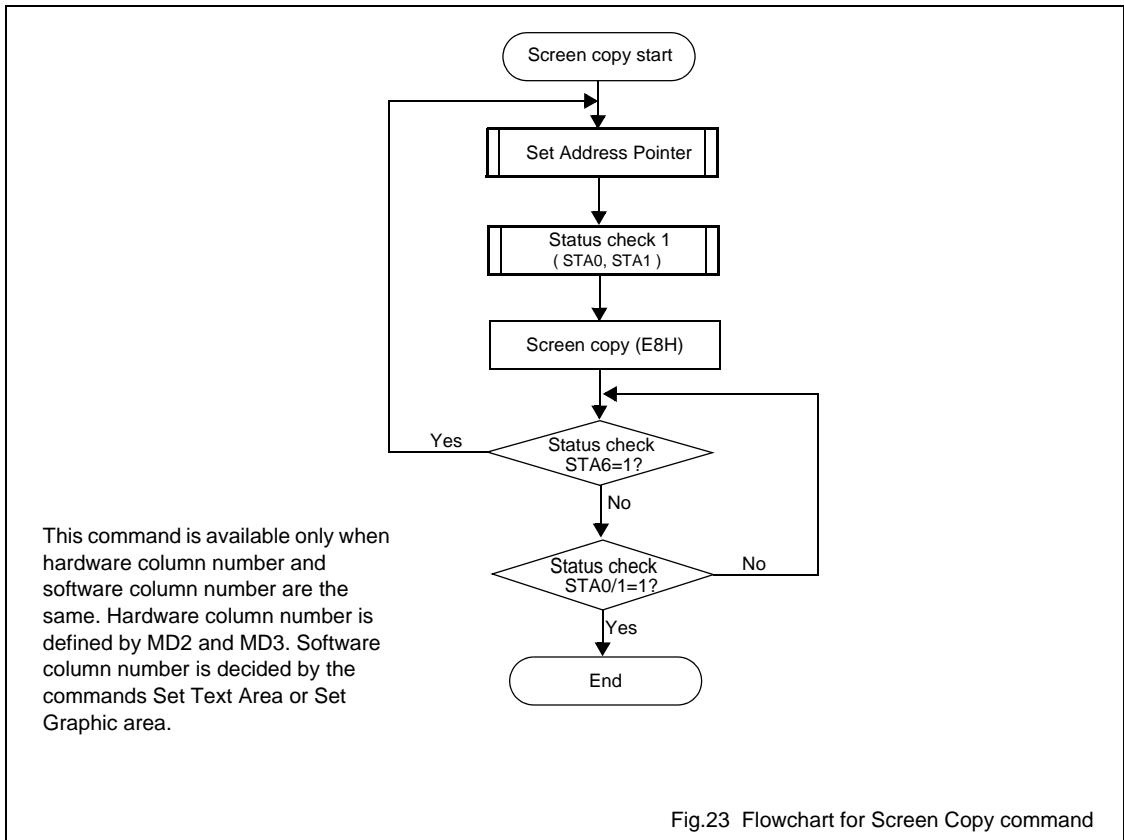 Screen copy start
Set Address Pointer
Status check 1
( STA0, STA1 )
Screen copy (E8H)
Yes
Status check
STA6=1?
No
Status check
STA0/1=1?
No
Yes
End
This command is available only when
hardware column number and
software column number are the
same. Hardware column number is
defined by MD2 and MD3. Software
column number is decided by the
commands Set Text Area or Set
Graphic area.
Fig.23 Flowchart for Screen Copy command